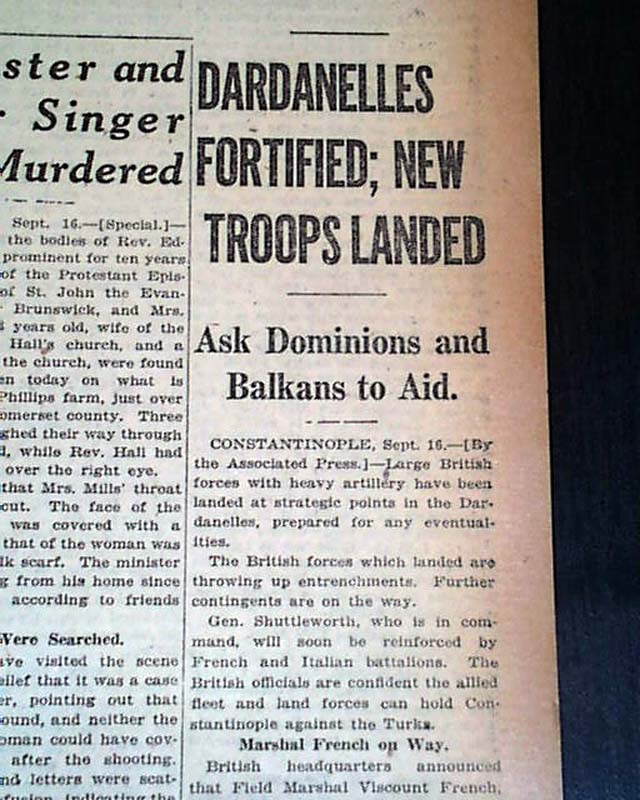 ster and
Singer
Murdered
Sept. 16.—[Special.]—
the bodies of Rev. Ed-
prominent for ten years
of the Protestant Epis-
of St. John the Evan-
Brunswick, and Mrs.
years old, wife of the
Hall's church, and a
the church, were found
en today on what is
Phillips farm, just over
omerset county. Three
ghed their way through
d, while Rev. Hall had
over the right eye.
that Mrs. Mills' throat
cut. The face of the
was covered with a
that of the woman was
lk scarf. The minister
g from his home since
according to friends
Were Searched.
ave visited the scene
elief that it was a case
er, pointing out that
ound, and neither the
oman could have cov-
after the shooting.
nd letters were scat-
fusion, indicating the
DARDANELLES
FORTIFIED; NEW
TROOPS LANDED
Ask Dominions and
Balkans to Aid.
CONSTANTINOPLE, Sept. 16.—[By
the Associated Press.]—Large British
forces with heavy artillery have been
landed at strategic points in the Dar-
danelles, prepared for any eventual-
ities.
The British forces which landed are
throwing up entrenchments. Further
contingents are on the way.
Gen. Shuttleworth, who is in com-
mand, will soon be reinforced by
French and Italian battalions. The
British officials are confident the allied
fleet and land forces can hold Con-
stantinople against the Turks.
Marshal French on Way.
British headquarters announced
that Field Marshal Viscount French,